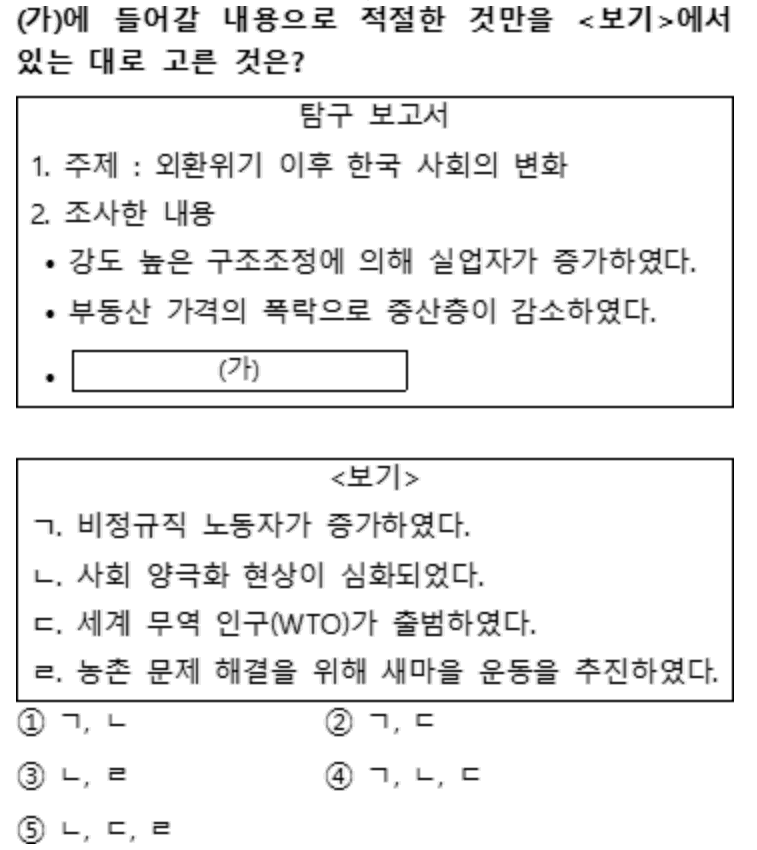 (가)에 들어갈 내용으로 적절한 것만을 <보기>에서
있는 대로 고른 것은?
탐구 보고서
1. 주제 : 외환위기 이후 한국 사회의 변화
2. 조사한 내용
• 강도 높은 구조조정에 의해 실업자가 증가하였다.
• 부동산 가격의 폭락으로 중산층이 감소하였다.
• (가)
<보기>
ㄱ. 비정규직 노동자가 증가하였다.
ㄴ. 사회 양극화 현상이 심화되었다.
ㄷ. 세계 무역 인구(WTO)가 출범하였다.
ㄹ. 농촌 문제 해결을 위해 새마을 운동을 추진하였다.
① ㄱ, ㄴ ② ㄱ, ㄷ
③ ㄴ, ㄹ ④ ㄱ, ㄴ, ㄷ
⑤ ㄴ, ㄷ, ㄹ